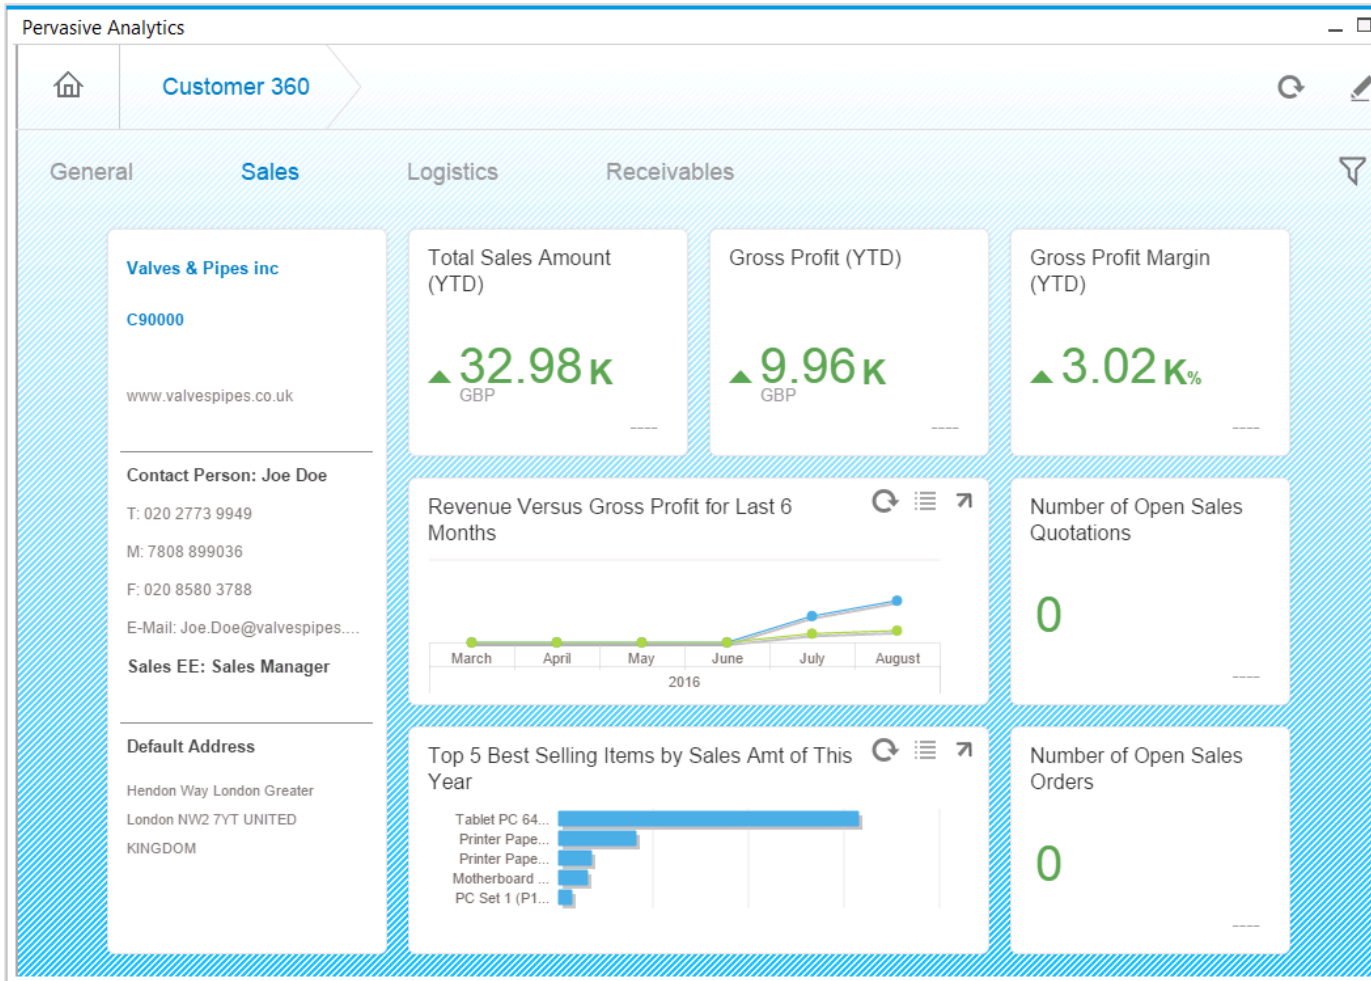 Pervasive Analytics
Customer 360
General
Sales
Logistics
Receivables
Valves & Pipes inc
C90000
www.valvespipes.co.uk
Contact Person: Joe Doe
T: 020 2773 9949
M: 7808 899036
F: 020 8580 3788
E-Mail: Joe.Doe@valvespipes....
Sales EE: Sales Manager
Default Address
Hendon Way London Greater
London NW2 7YT UNITED
KINGDOM
Total Sales Amount
(YTD)
32.98 K
GBP
----
Gross Profit (YTD)
9.96 K
GBP
----
Gross Profit Margin
(YTD)
3.02 K%
----
Revenue Versus Gross Profit for Last 6
Months
March April May June July August
2016
Number of Open Sales
Quotations
0
----
Top 5 Best Selling Items by Sales Amt of This
Year
Tablet PC 64...
Printer Pape...
Printer Pape...
Motherboard ...
PC Set 1 (P1...
Number of Open Sales
Orders
0
----